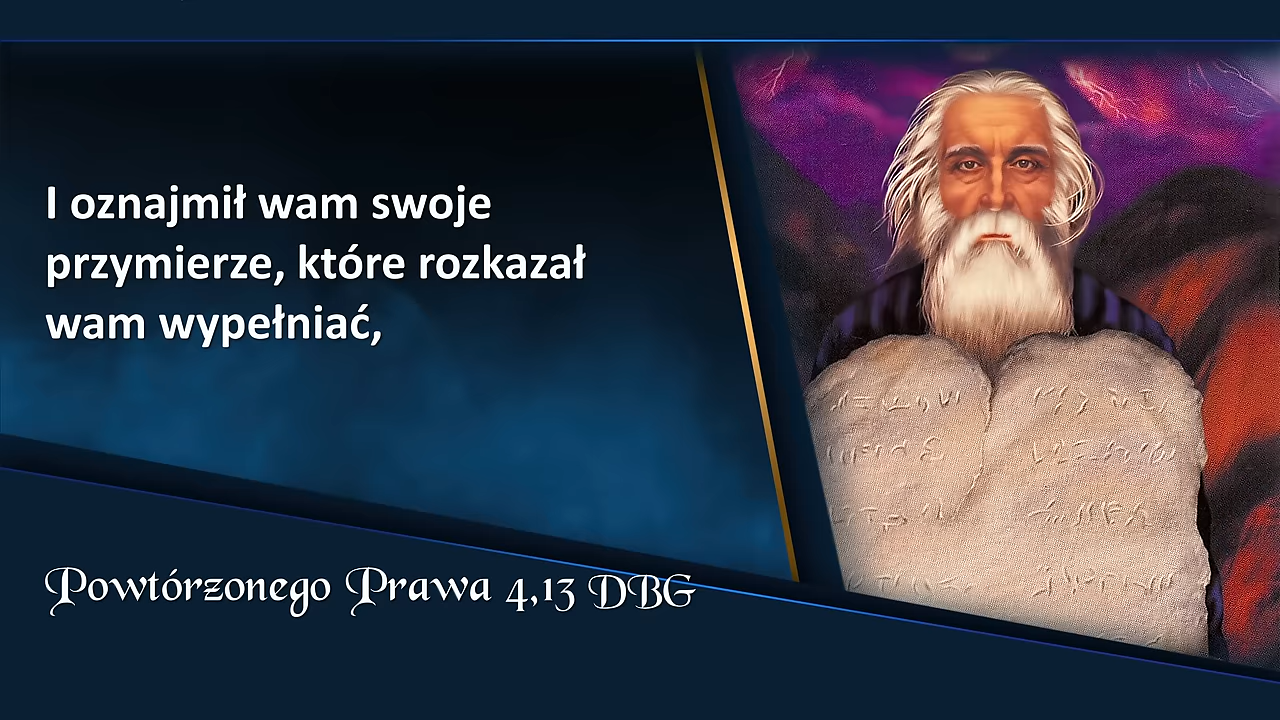 I oznajmił wam swoje
przymierze, które rozkazał
wam wypełniać,
Powtórzonego Prawa 4,13 DBG